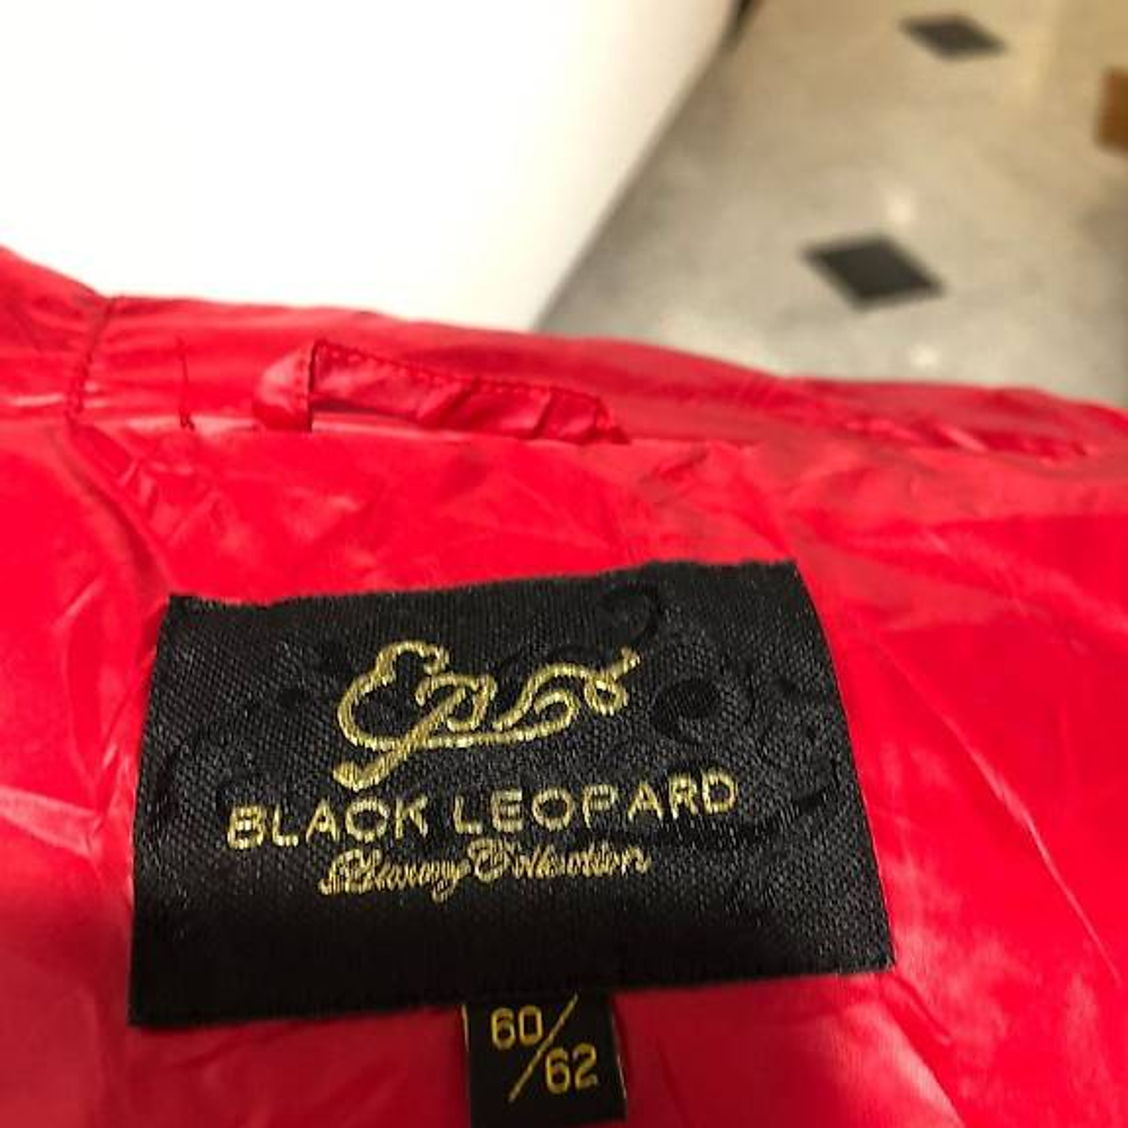 BLACK LEOPARD
Luxury Collection
60/62